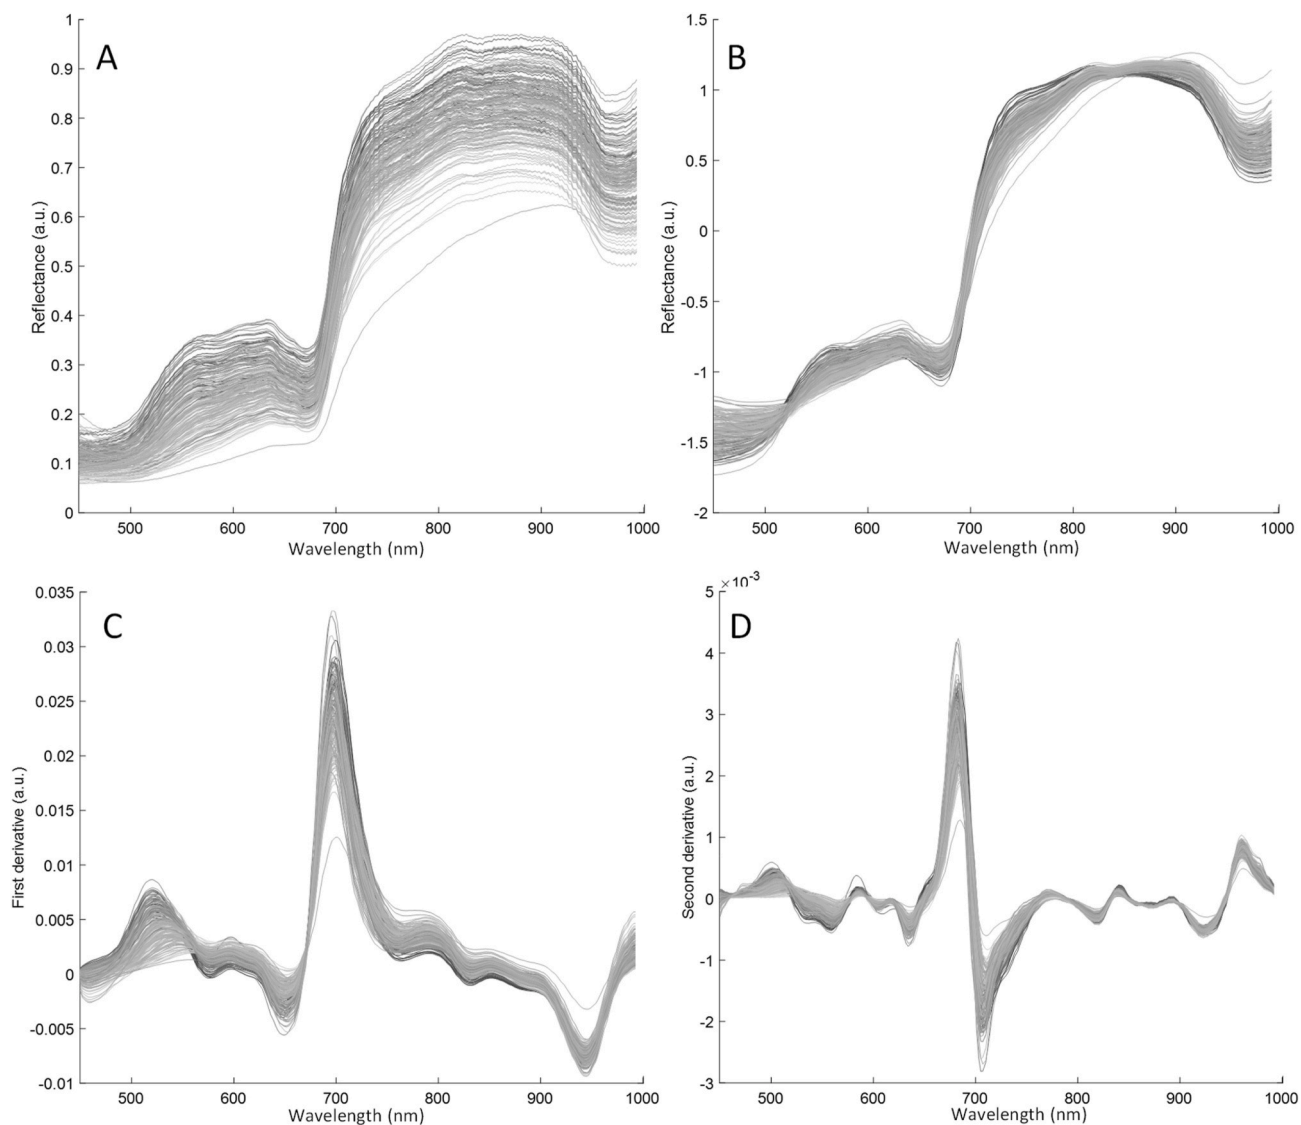 A
1
0.9
0.8
0.7
0.6
0.5
0.4
0.3
0.2
0.1
0
Reflectance (a.u.)
500 600 700 800 900 1000
Wavelength (nm)
B
1.5
1
0.5
0
-0.5
-1
-1.5
-2
Reflectance (a.u.)
500 600 700 800 900 1000
Wavelength (nm)
C
0.035
0.03
0.025
0.02
0.015
0.01
0.005
0
-0.005
-0.01
First derivative (a.u.)
500 600 700 800 900 1000
Wavelength (nm)
×10-3
D
5
4
3
2
1
0
-1
-2
-3
Second derivative (a.u.)
500 600 700 800 900 1000
Wavelength (nm)